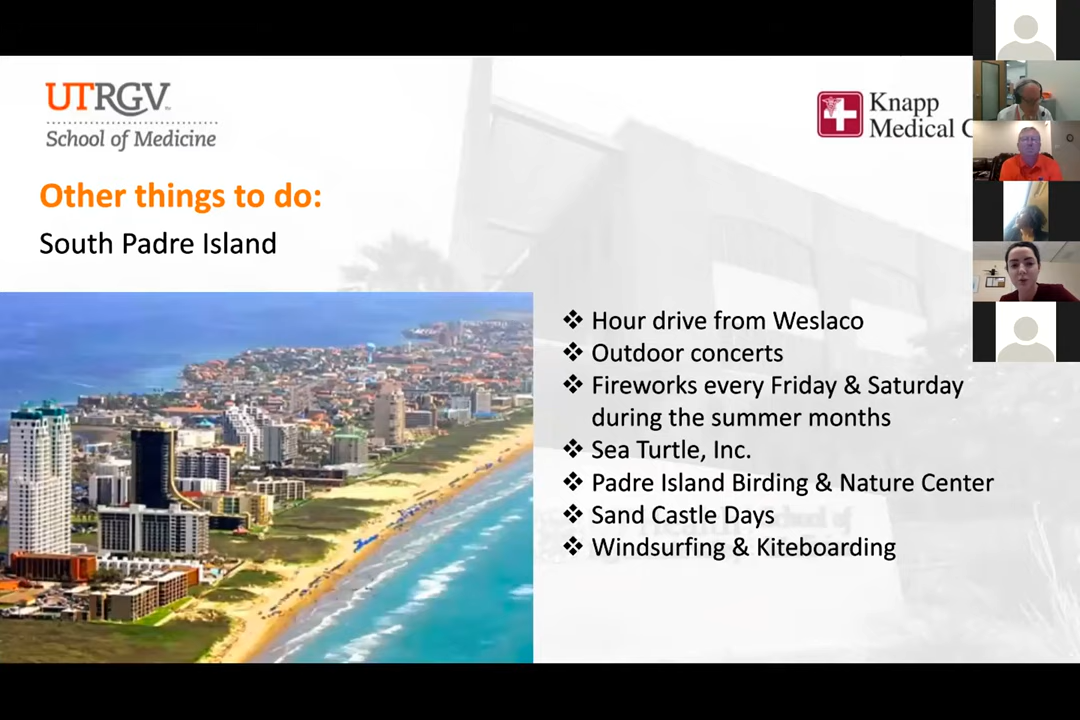 UTRGV
School of Medicine
Knapp
Medical
Other things to do:
South Padre Island
❖ Hour drive from Weslaco
❖ Outdoor concerts
❖ Fireworks every Friday & Saturday
during the summer months
❖ Sea Turtle, Inc.
❖ Padre Island Birding & Nature Center
❖ Sand Castle Days
❖ Windsurfing & Kiteboarding